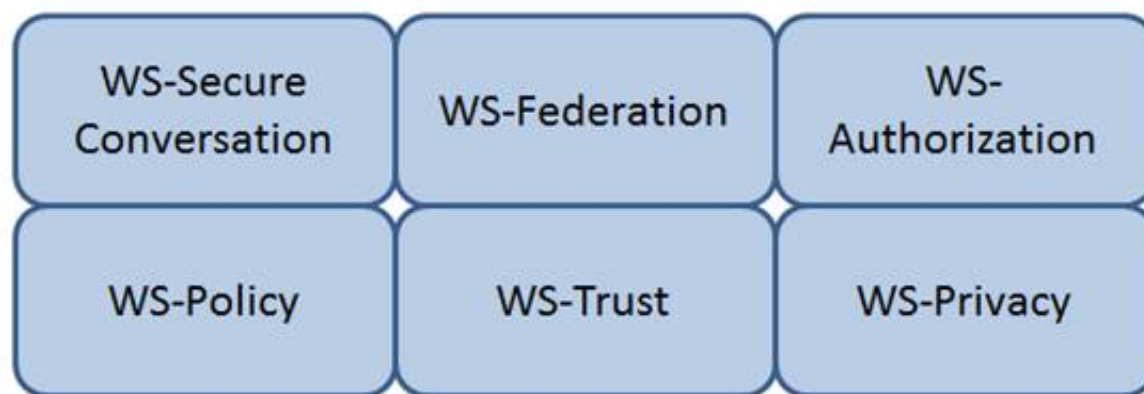 WS-Secure
Conversation
WS-Federation
WS-
Authorization
WS-Policy
WS-Trust
WS-Privacy